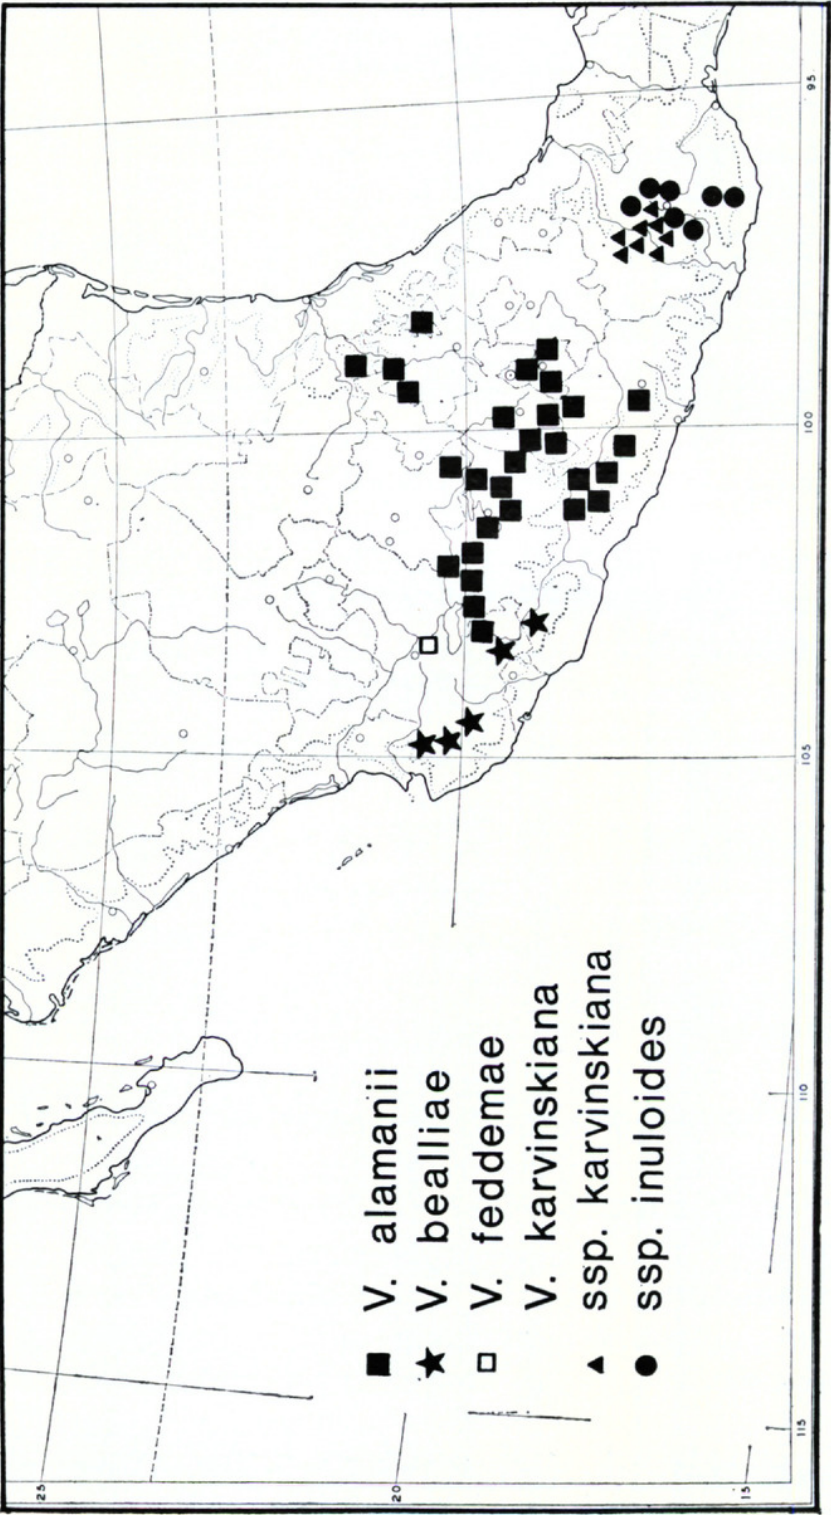 V. alamanii
V. bealliae
V. feddemae
V. karvinskiana
ssp. karvinskiana
ssp. inuloides
25
20
15
115
110
105
100
95